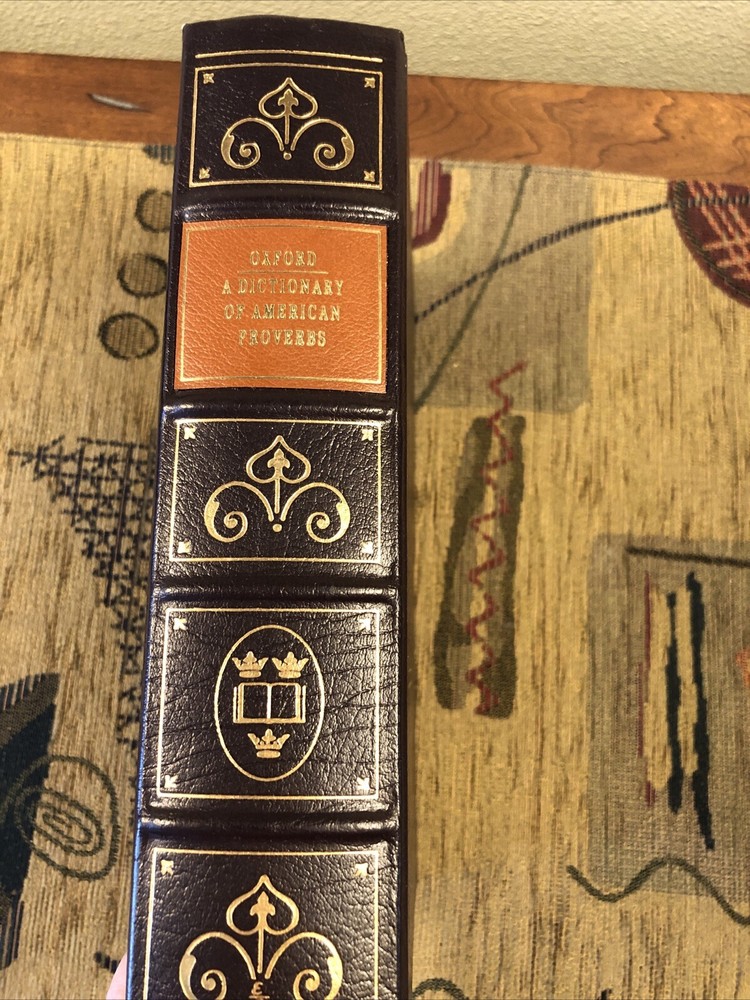 OXFORD
A DICTIONARY
OF AMERICAN
PROVERBS